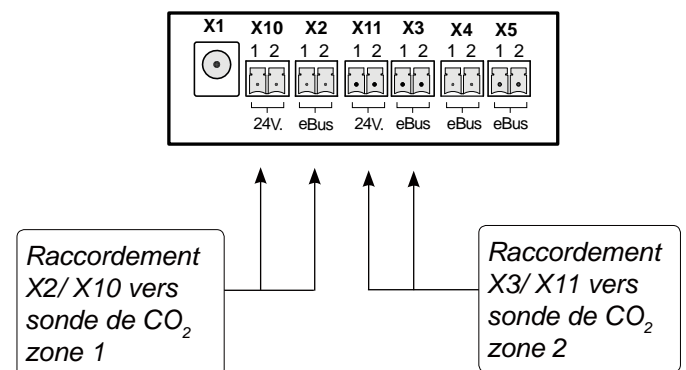 X1 X10 X2 X11 X3 X4 X5
1 2 1 2 1 2 1 2 1 2 1 2
24V. eBus 24V. eBus eBus eBus
Raccordement
X2/ X10 vers
sonde de CO₂
zone 1
Raccordement
X3/ X11 vers
sonde de CO₂
zone 2